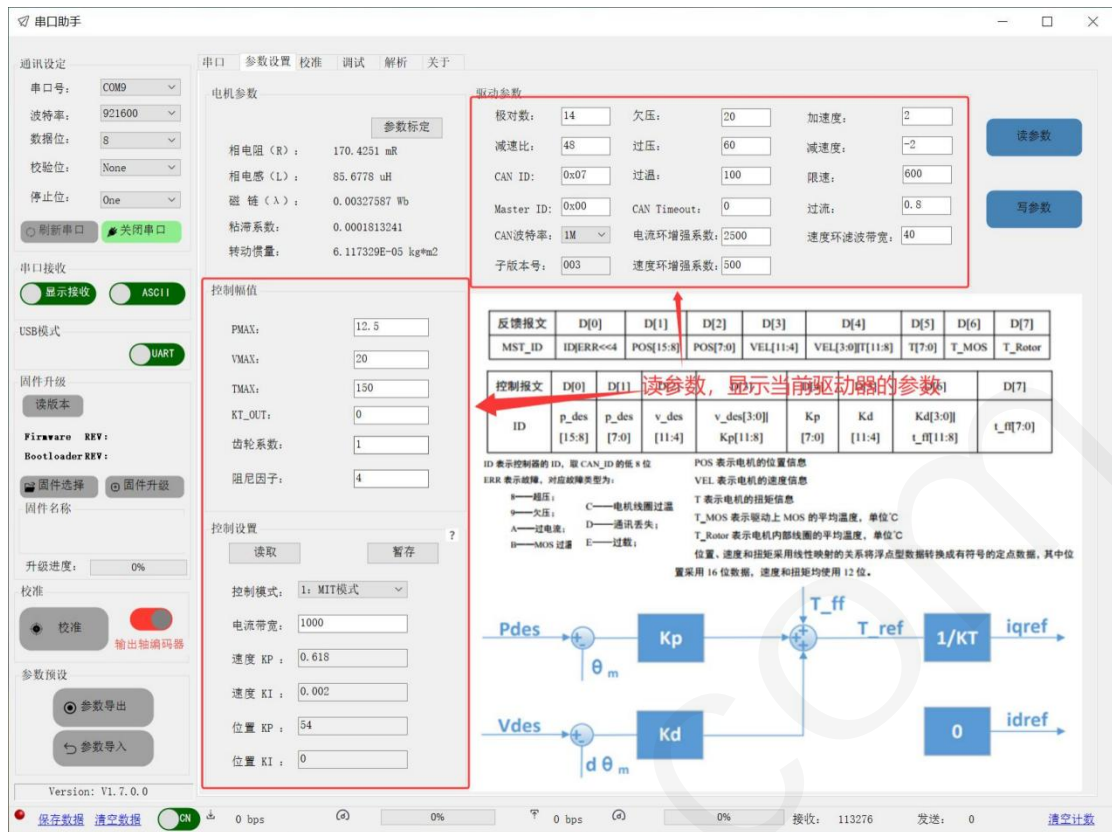 串口助手
通讯设定
串口号: COM9
波特率: 921600
数据位: 8
校验位: None
停止位: One
刷新串口 关闭串口
串口接收
显示接收 ASCII
USB模式
UART
固件升级
读版本
Firmware REV:
Bootloader REV:
固件选择 固件升级
固件名称
升级进度: 0%
校准
校准
输出轴编码器
参数预设
参数导出
参数导入
Version: V1.7.0.0
串口 参数设置 校准 调试 解析 关于
电机参数
参数标定
相电阻(R): 170.4251 mR
相电感(L): 85.6778 uH
磁 链(λ): 0.00327587 Wb
粘滞系数: 0.0001813241
转动惯量: 6.117329E-05 kg*m2
控制幅值
PMAX: 12.5
VMAX: 20
TMAX: 150
KT_OUT: 0
齿轮系数: 1
阻尼因子: 4
控制设置 ?
读取 暂存
控制模式: 1: MIT模式
电流带宽: 1000
速度 KP : 0.618
速度 KI : 0.002
位置 KP : 54
位置 KI : 0
驱动参数
极对数: 14 欠压: 20 加速度: 2
减速比: 48 过压: 60 减速度: -2
CAN ID: 0x07 过温: 100 限速: 600
Master ID: 0x00 CAN Timeout: 0 过流: 0.8
CAN波特率: 1M 电流环增强系数: 2500 速度环滤波带宽: 40
子版本号: 003 速度环增强系数: 500
读参数
写参数
反馈报文 D[0] D[1] D[2] D[3] D[4] D[5] D[6] D[7]
MST_ID ID|ERR<<4 POS[15:8] POS[7:0] VEL[11:4] VEL[3:0]|T[11:8] T[7:0] T_MOS T_Rotor
读参数，显示当前驱动器的参数
控制报文 D[0] D[1] D[7]
ID p_des [15:8] p_des [7:0] v_des [11:4] v_des[3:0]| Kp[11:8] Kp [7:0] Kd [11:4] Kd[3:0]| t_ff[11:8] t_ff[7:0]
ID 表示控制器的 ID，取 CAN_ID 的低 8 位
ERR 表示故障，对应故障类型为：
8——超压;
9——欠压;
A——过电流;
B——MOS 过温
C——电机线圈过温
D——通讯丢失;
E——过载;
POS 表示电机的位置信息
VEL 表示电机的速度信息
T 表示电机的扭矩信息
T_MOS 表示驱动上 MOS 的平均温度，单位℃
T_Rotor 表示电机内部线圈的平均温度，单位℃
位置、速度和扭矩采用线性映射的关系将浮点型数据转换成有符号的定点数据，其中位
置采用 16 位数据，速度和扭矩均使用 12 位。
T_ff
Pdes Kp T_ref 1/KT iqref
θ m
Vdes Kd 0 idref
d θ m
保存数据 清空数据 CN 0 bps 0% 0 bps 0% 接收: 113276 发送: 0 清空计数
com